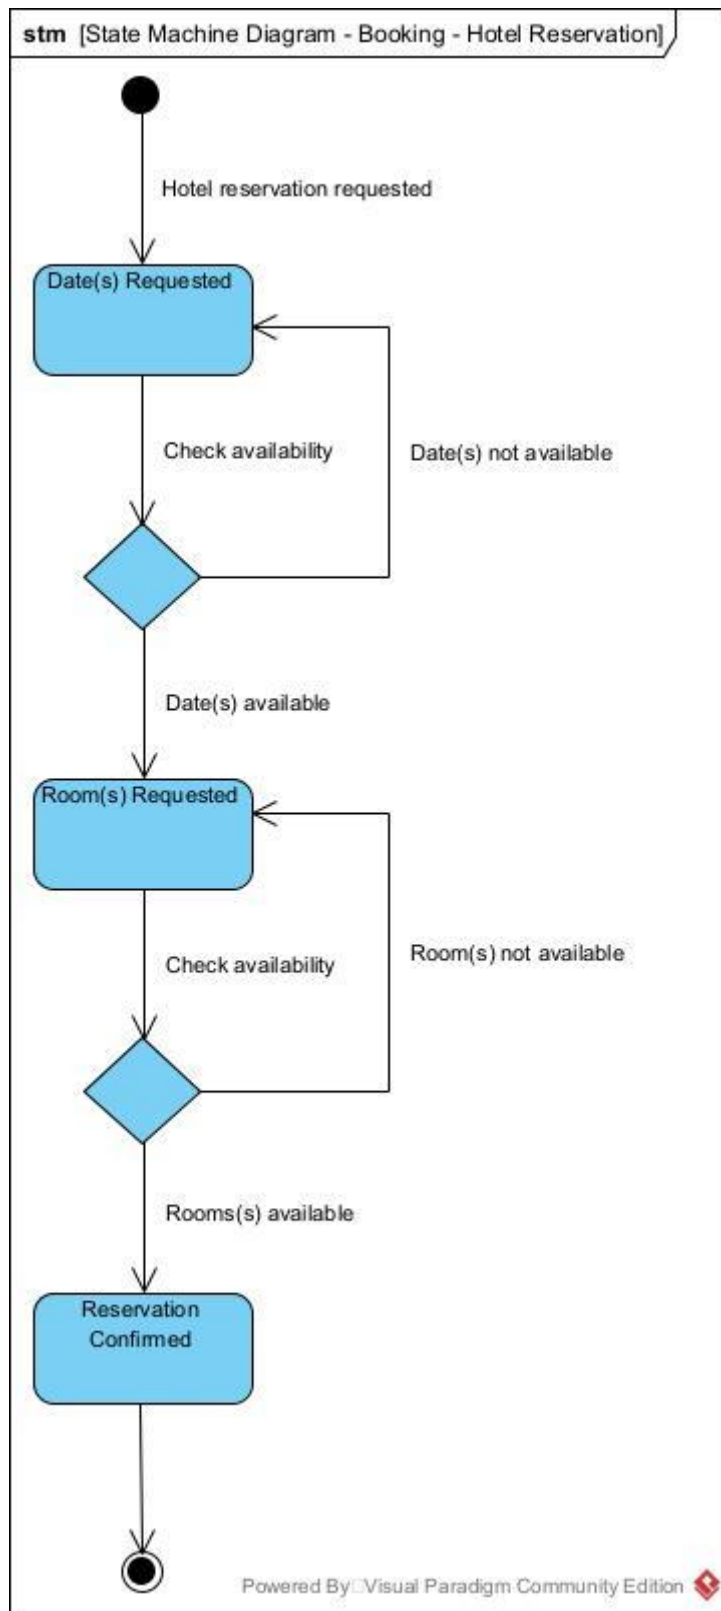 stm [State Machine Diagram - Booking - Hotel Reservation]
Hotel reservation requested
Date(s) Requested
Check availability
Date(s) not available
Date(s) available
Room(s) Requested
Check availability
Room(s) not available
Rooms(s) available
Reservation
Confirmed
Powered By Visual Paradigm Community Edition